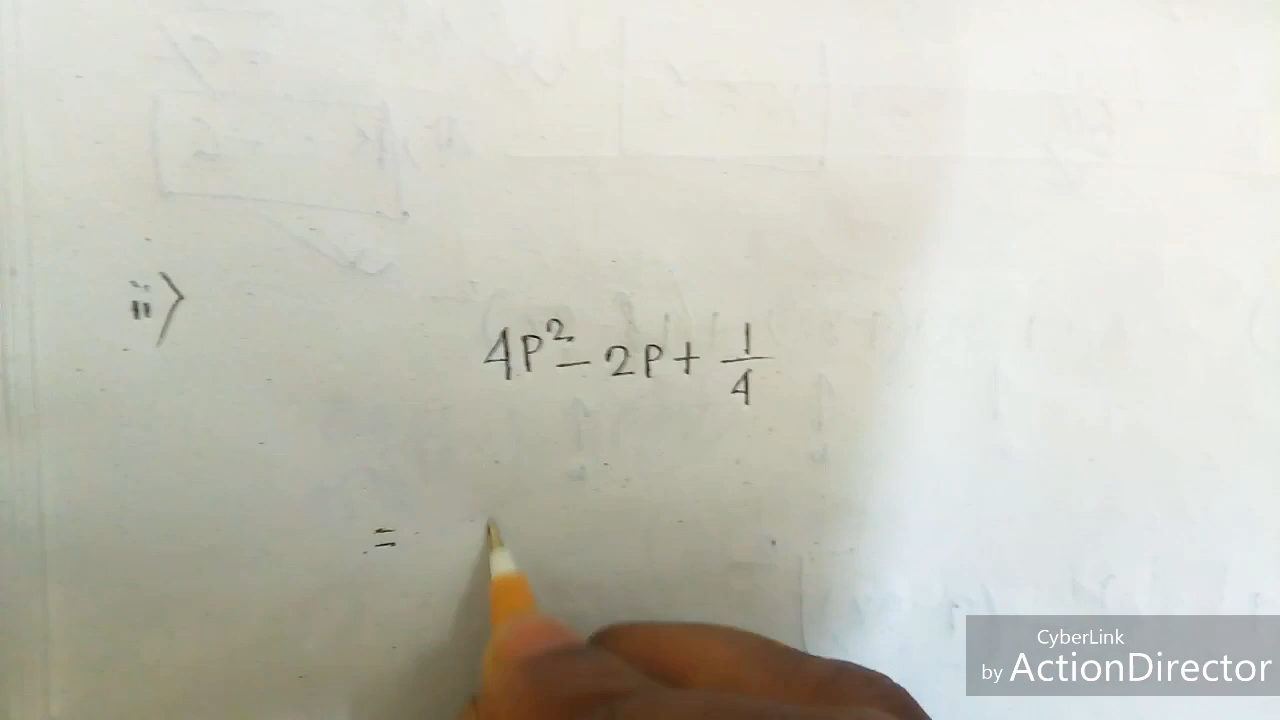 ii>
4P² - 2P + 1/4
=
CyberLink
by ActionDirector